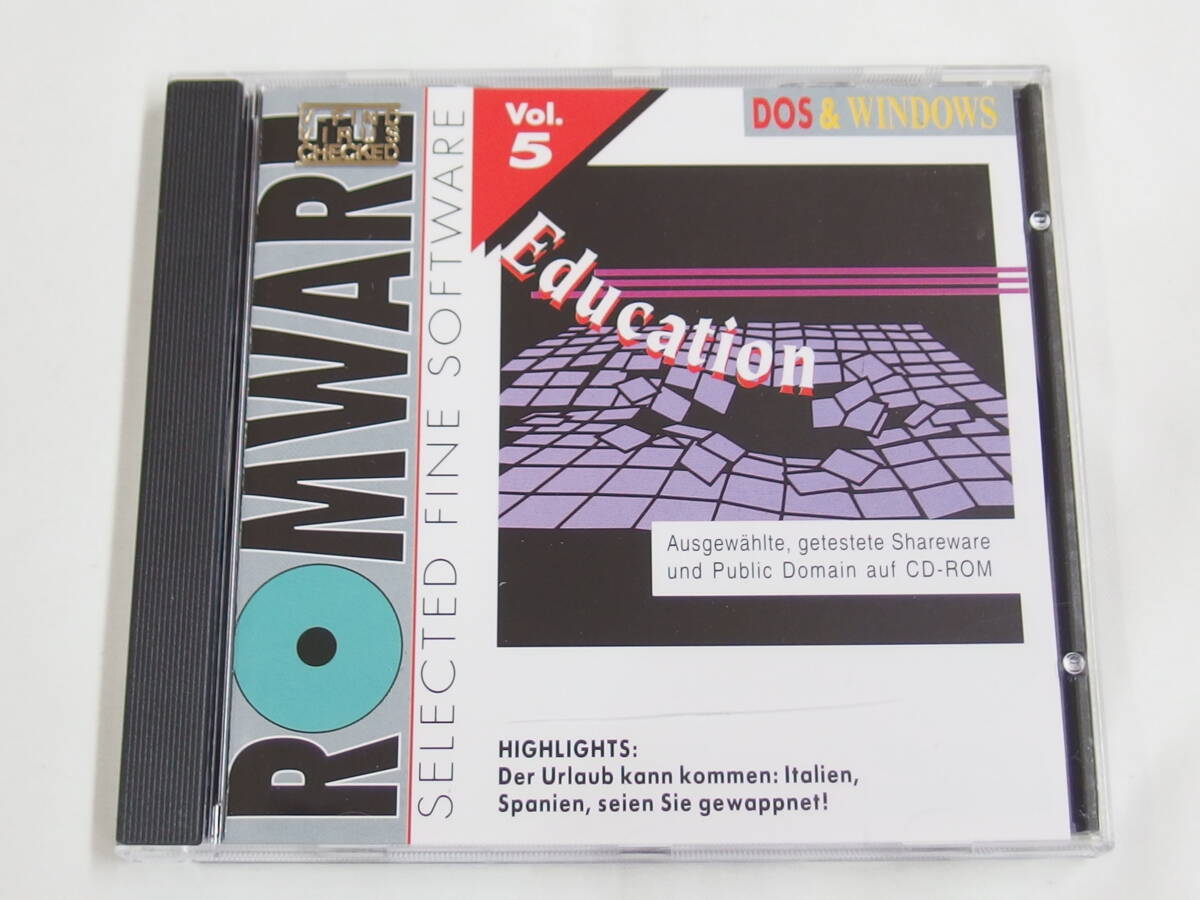 VIRUS
CHECKED
ROMWARE
SELECTED FINE SOFTWARE
Vol.
5
DOS & WINDOWS
Education
Ausgewählte, getestete Shareware
und Public Domain auf CD-ROM
HIGHLIGHTS:
Der Urlaub kann kommen: Italien,
Spanien, seien Sie gewappnet!